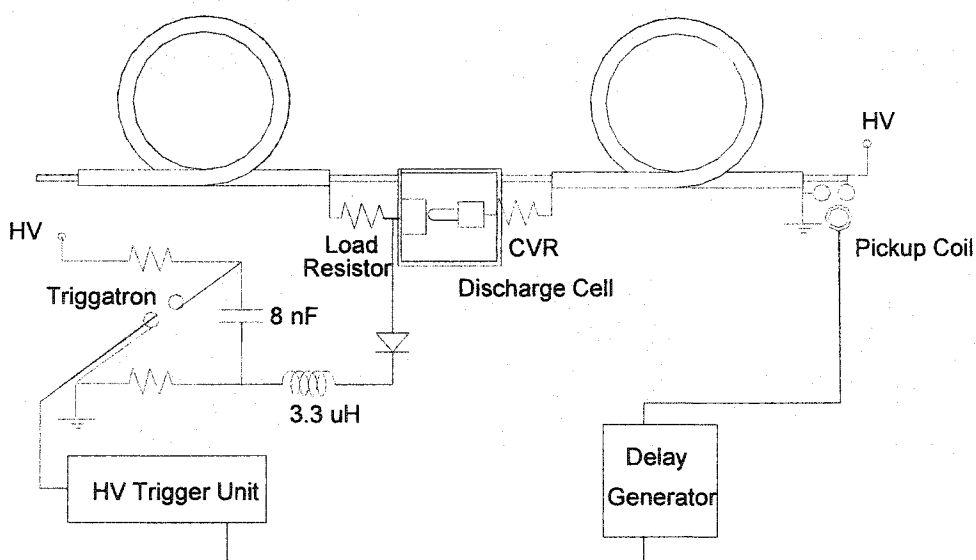 HV
HV
Load
Resistor
CVR
Pickup Coil
Triggatron
Discharge Cell
8 nF
3.3 uH
HV Trigger Unit
Delay
Generator